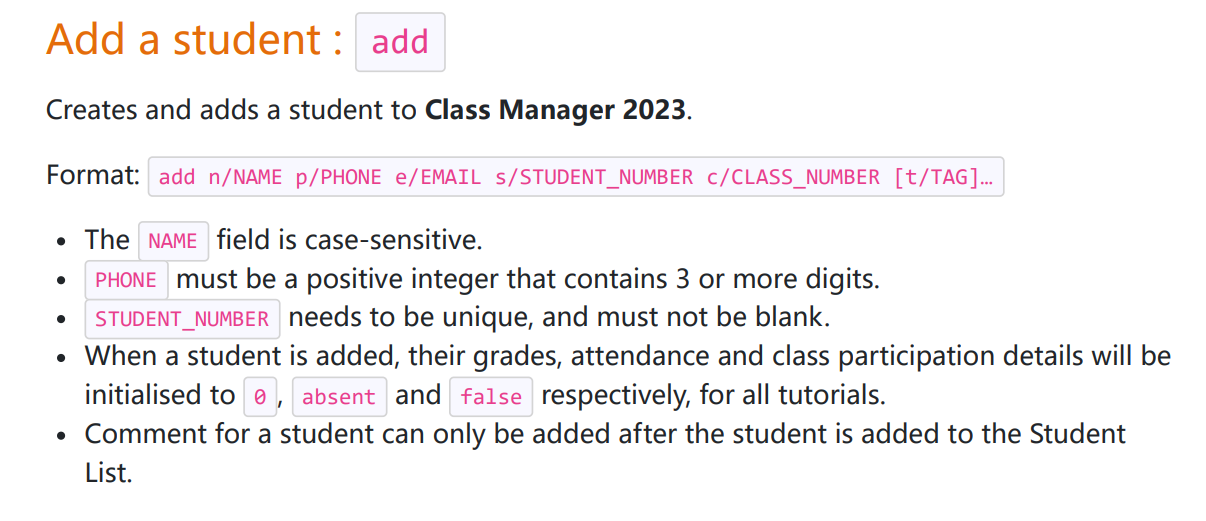 Add a student : add
Creates and adds a student to Class Manager 2023.
Format: add n/NAME p/PHONE e/EMAIL s/STUDENT_NUMBER c/CLASS_NUMBER [t/TAG]…
• The NAME field is case-sensitive.
• PHONE must be a positive integer that contains 3 or more digits.
• STUDENT_NUMBER needs to be unique, and must not be blank.
• When a student is added, their grades, attendance and class participation details will be
initialised to 0, absent and false respectively, for all tutorials.
• Comment for a student can only be added after the student is added to the Student
List.